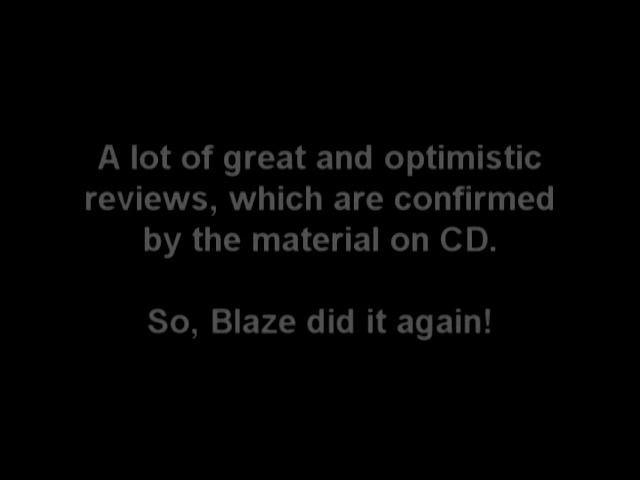 A lot of great and optimistic
reviews, which are confirmed
by the material on CD.
So, Blaze did it again!